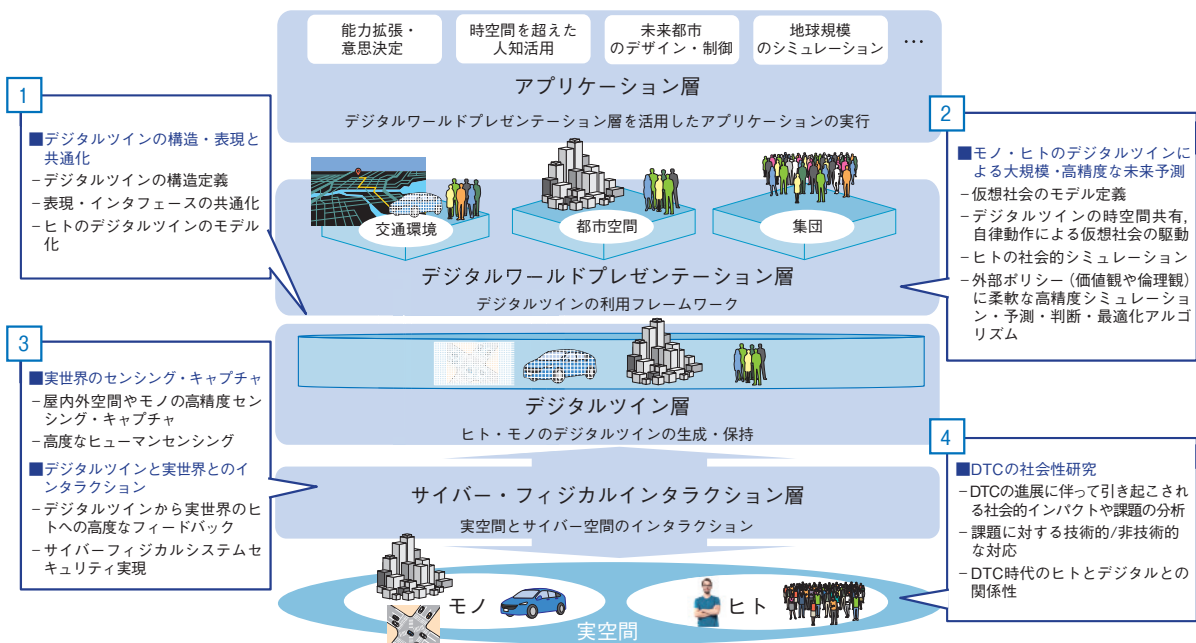 能力拡張・
意思決定
時空間を超えた
人知活用
未来都市
のデザイン・制御
地球規模
のシミュレーション
…
アプリケーション層
デジタルワールドプレゼンテーション層を活用したアプリケーションの実行
1
■デジタルツインの構造・表現と
共通化
−デジタルツインの構造定義
−表現・インタフェースの共通化
−ヒトのデジタルツインのモデル
化
2
■モノ・ヒトのデジタルツインによ
る大規模・高精度な未来予測
−仮想社会のモデル定義
−デジタルツインの時空間共有，
自律動作による仮想社会の駆動
−ヒトの社会的シミュレーション
−外部ポリシー（価値観や倫理観）
に柔軟な高精度シミュレーショ
ン・予測・判断・最適化アルゴ
リズム
交通環境
都市空間
集団
デジタルワールドプレゼンテーション層
デジタルツインの利用フレームワーク
デジタルツイン層
ヒト・モノのデジタルツインの生成・保持
3
■実世界のセンシング・キャプチャ
−屋内外空間やモノの高精度セン
シング・キャプチャ
−高度なヒューマンセンシング
■デジタルツインと実世界とのイ
ンタラクション
−デジタルツインから実世界のヒ
トへの高度なフィードバック
−サイバーフィジカルシステムセ
キュリティ実現
4
■DTCの社会性研究
−DTCの進展に伴って引き起こされ
る社会的インパクトや課題の分析
−課題に対する技術的/非技術的
な対応
−DTC時代のヒトとデジタルとの
関係性
サイバー・フィジカルインタラクション層
実空間とサイバー空間のインタラクション
モノ
ヒト
実空間